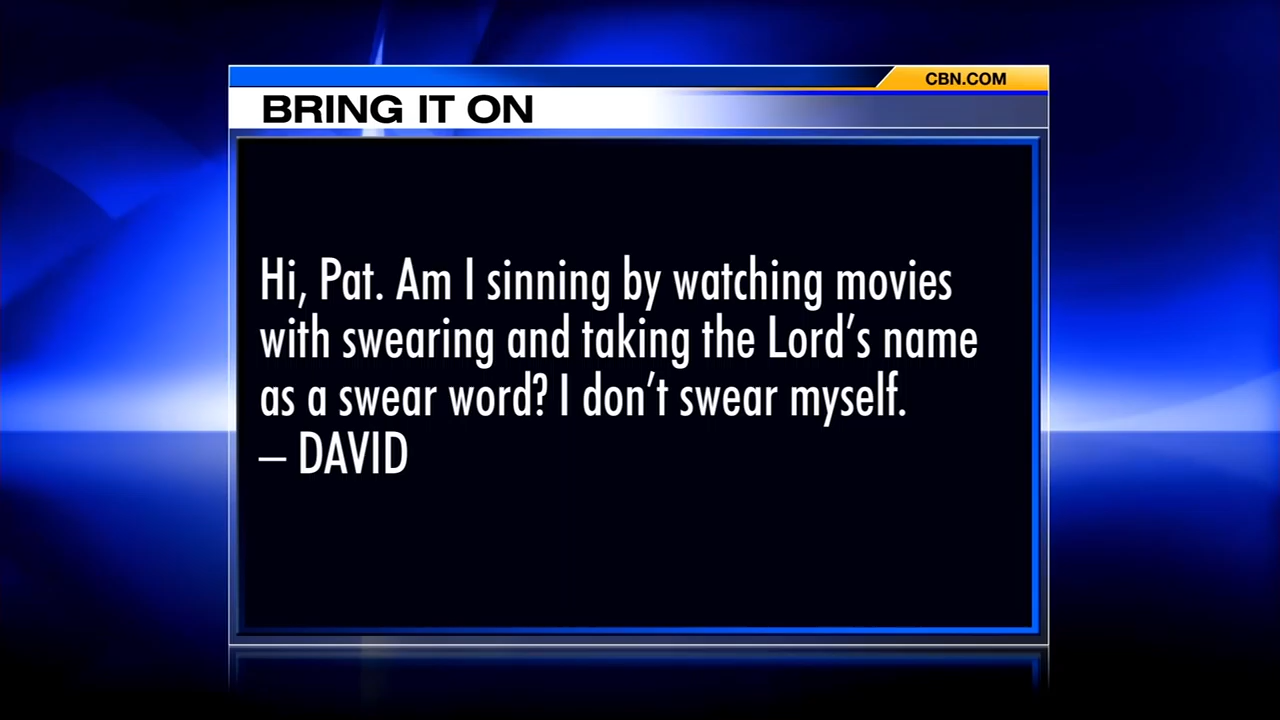 CBN.COM
BRING IT ON
Hi, Pat. Am I sinning by watching movies
with swearing and taking the Lord’s name
as a swear word? I don’t swear myself.
– DAVID